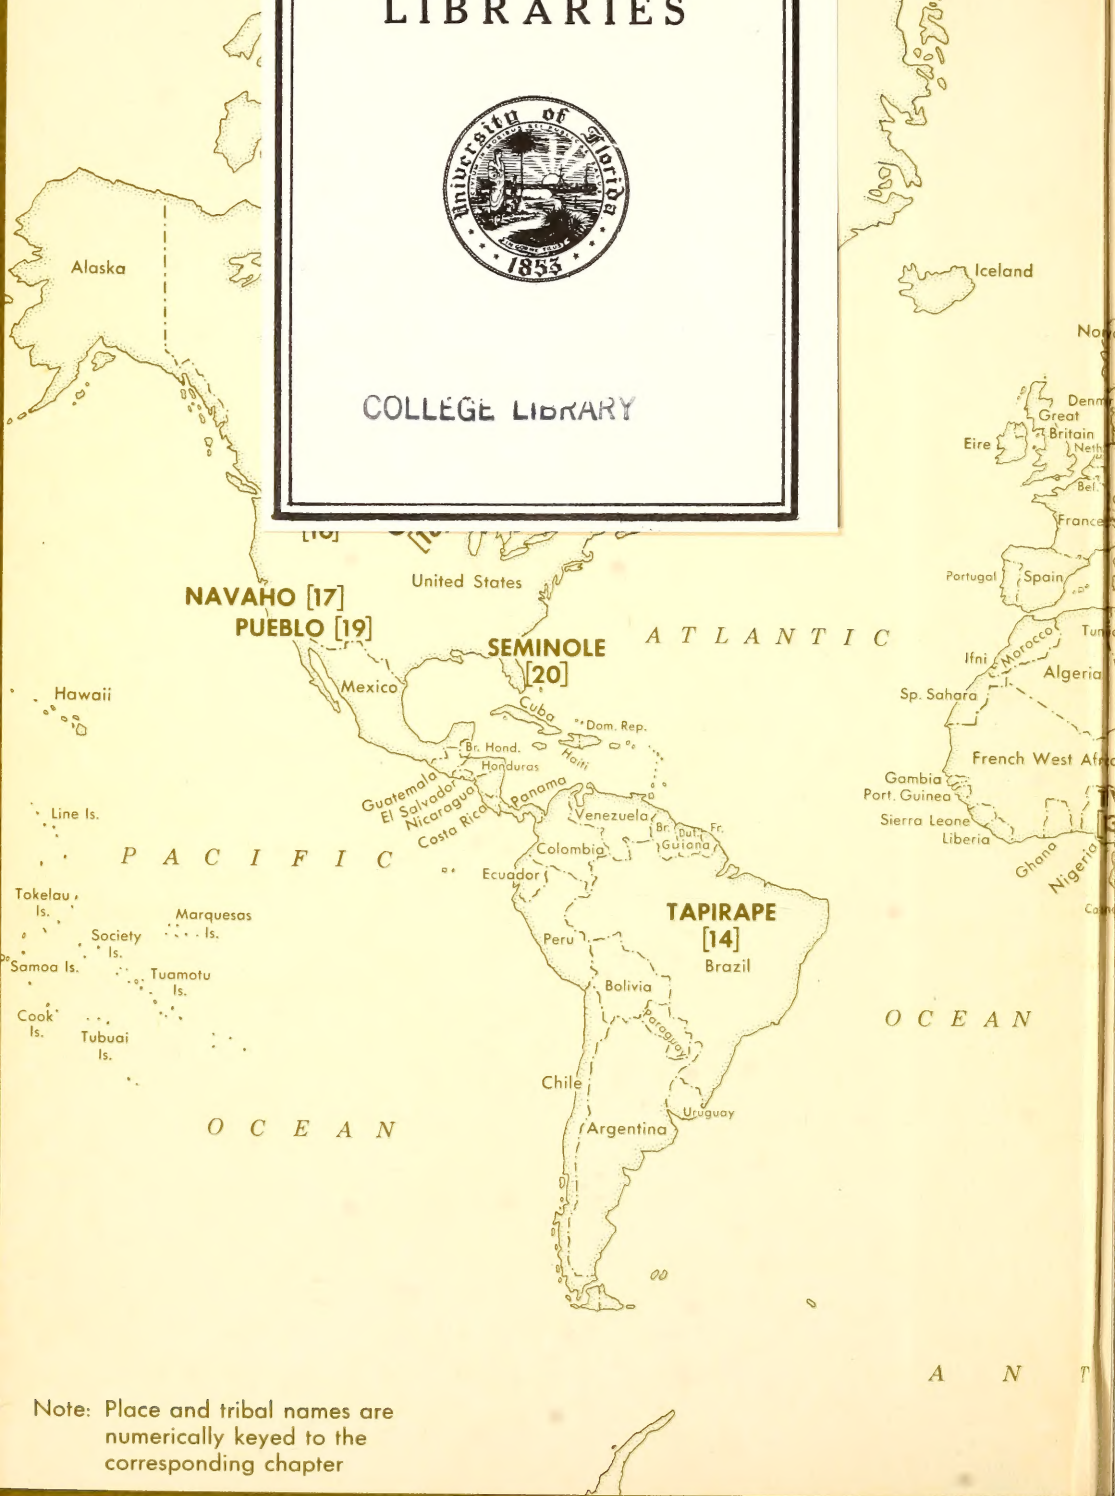 LIBRARIES
University of Florida
1853
COLLEGE LIBRARY
Alaska
Iceland
Great
Britain
Eire
Bel.
France
Portugal
Spain
United States
NAVAHO [17]
PUEBLO [19]
SEMINOLE
[20]
ATLANTIC
Morocco
Ifni
Algeria
Sp. Sahara
Hawaii
Mexico
Cuba
Dom. Rep.
Haiti
Br. Hond.
Honduras
Guatemala
El Salvador
Nicaragua
Costa Rica
Panama
French West
Gambia
Port. Guinea
Sierra Leone
Liberia
Ghana
Nigeria
Line Is.
PACIFIC
Venezuela
Br. Dut. Fr.
Guiana
Colombia
Ecuador
Tokelau
Is.
Marquesas
Is.
Society
Is.
Samoa Is.
Tuamotu
Is.
Cook
Is.
Tubuai
Is.
TAPIRAPE
[14]
Brazil
Peru
Bolivia
Paraguay
OCEAN
Chile
Uruguay
Argentina
OCEAN
Note: Place and tribal names are
numerically keyed to the
corresponding chapter